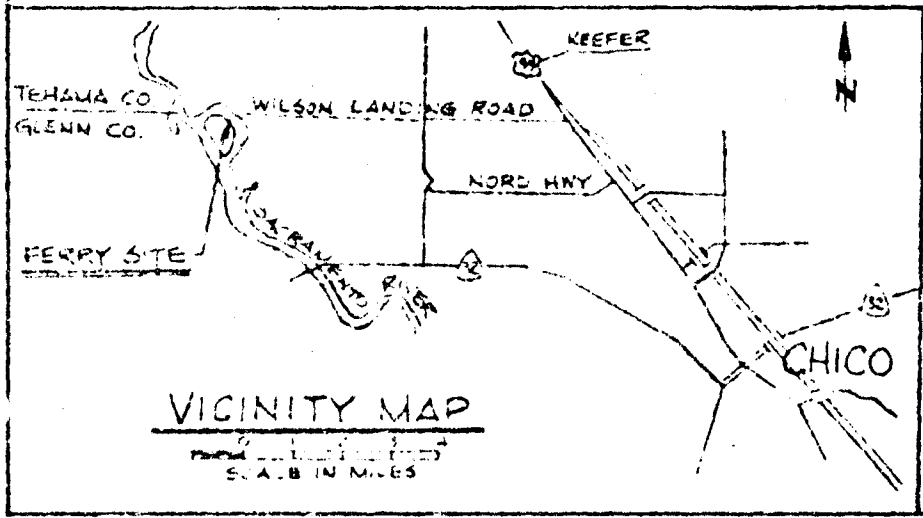 KEEFER
99
N
TEHAMA CO
GLENN CO.
WILSON LANDING ROAD
NORD HWY
FERRY SITE
SACRAMENTO RIVER
32
32
CHICO
VICINITY MAP
SCALE IN MILES